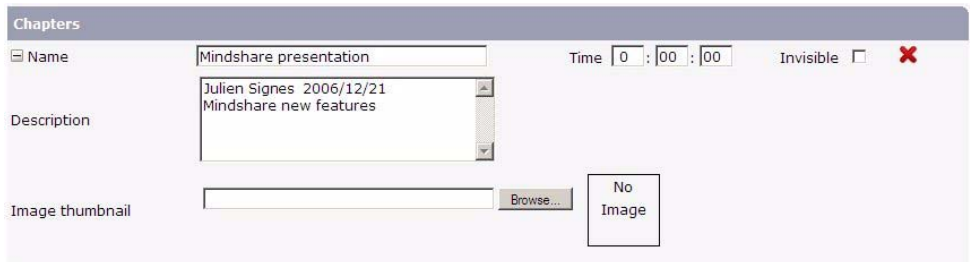 Chapters
Name Mindshare presentation Time 0 : 00 : 00 Invisible
Julien Signes 2006/12/21
Mindshare new features
Description
Image thumbnail Browse... No
Image